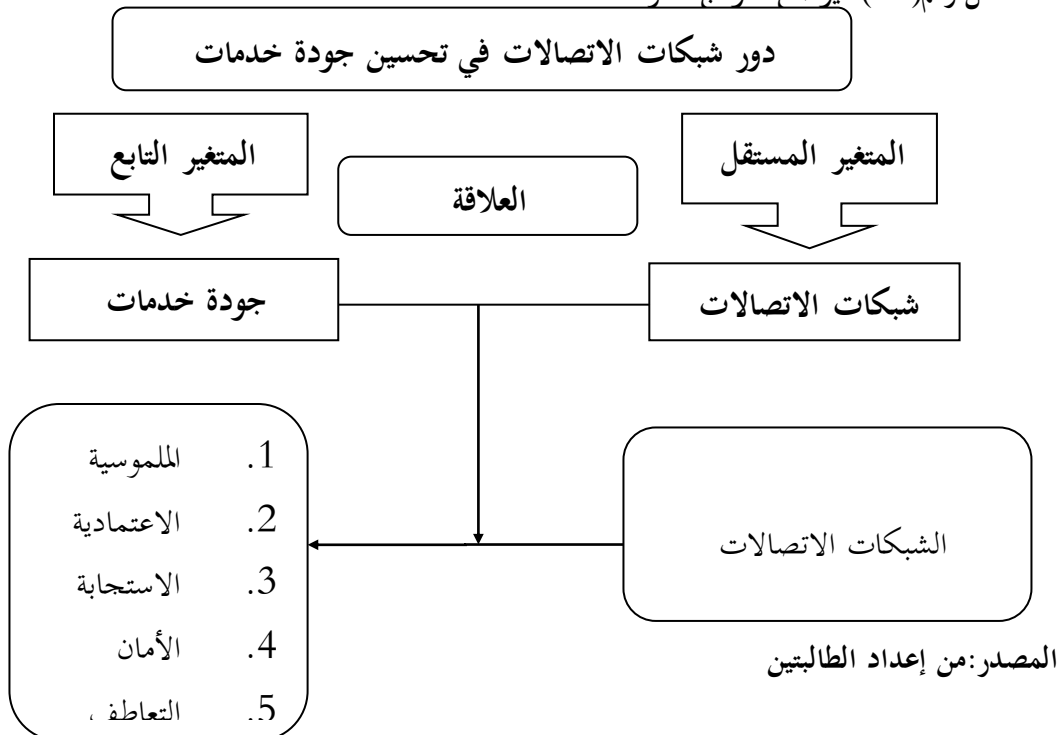 دور شبكات الاتصالات في تحسين جودة خدمات
المتغير المستقل
المتغير التابع
العلاقة
شبكات الاتصالات
جودة خدمات
الشبكات الاتصالات
1. الملموسية
2. الاعتمادية
3. الاستجابة
4. الأمان
5. التعاطف
المصدر:من إعداد الطالبتين